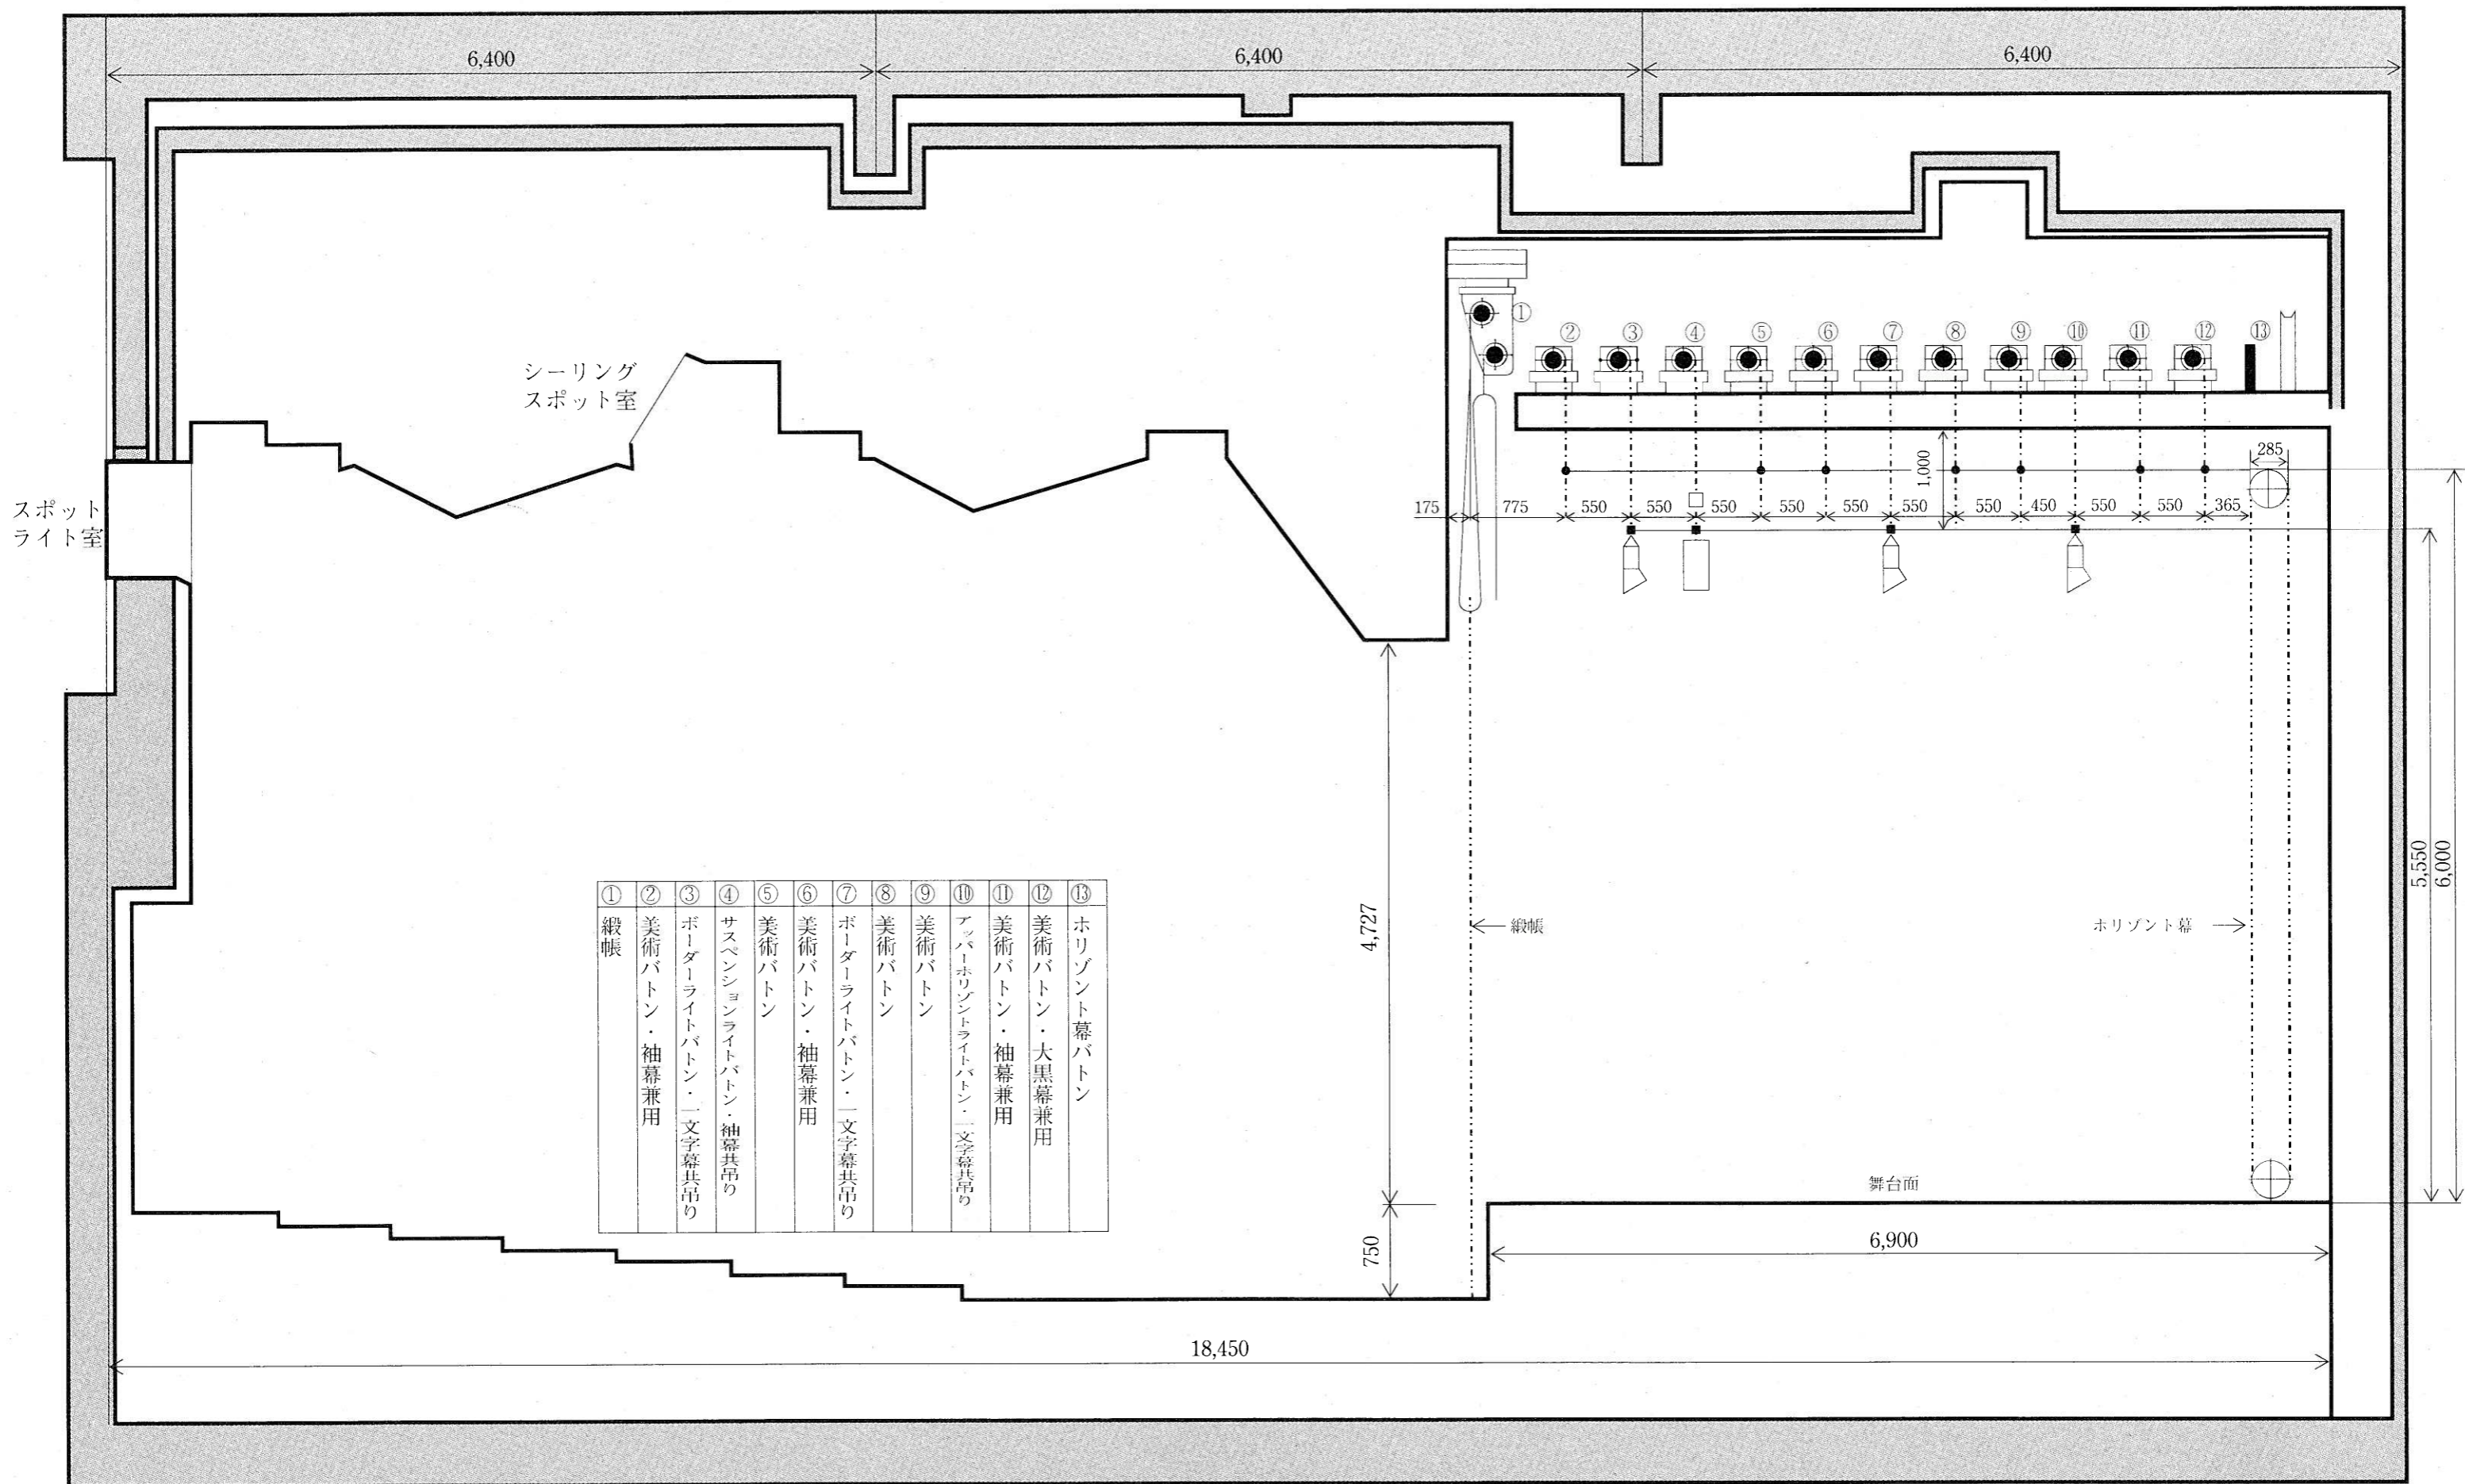 6,400
6,400
6,400
シーリング
スポット室
スポット
ライト室
①
②
③
④
⑤
⑥
⑦
⑧
⑨
⑩
⑪
⑫
⑬
1,000
285
175
775
550
550
550
550
550
550
550
450
550
550
365
5,550
6,000
4,727
750
緞帳
ホリゾント幕
舞台面
6,900
18,450
① 緞帳
② 美術バトン・袖幕兼用
③ ボーダーライトバトン・一文字幕共吊り
④ サスペンションライトバトン・袖幕共吊り
⑤ 美術バトン
⑥ 美術バトン・袖幕兼用
⑦ ボーダーライトバトン・一文字幕共吊り
⑧ 美術バトン
⑨ 美術バトン
⑩ アッパーホリゾントライトバトン・一文字幕共吊り
⑪ 美術バトン・袖幕兼用
⑫ 美術バトン・大黒幕兼用
⑬ ホリゾント幕バトン